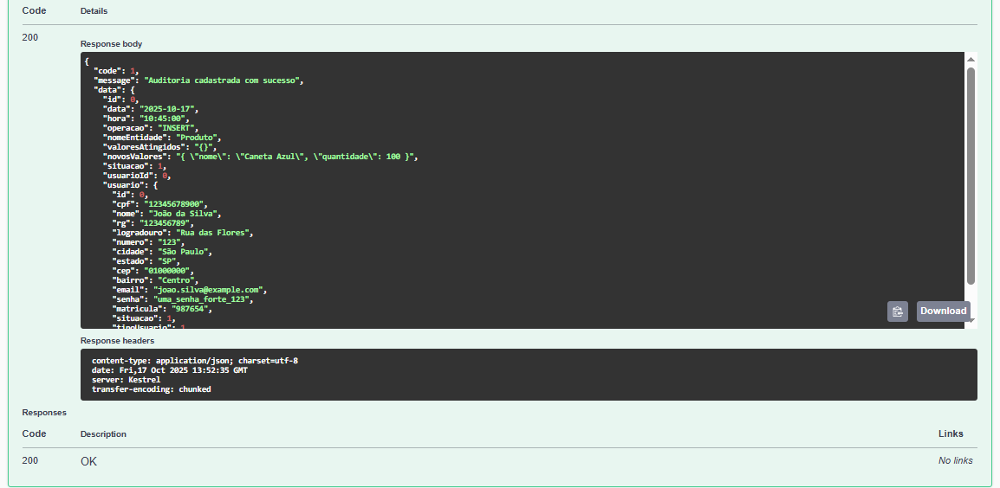 Code Details
200
Response body
{
"code": 1,
"message": "Auditoria cadastrada com sucesso",
"data": {
"id": 0,
"data": "2025-10-17",
"hora": "10:45:00",
"operacao": "INSERT",
"nomeEntidade": "Produto",
"valoresAtingidos": "{}",
"novosValores": "{ \"nome\": \"Caneta Azul\", \"quantidade\": 100 }",
"situacao": 1,
"usuarioId": 0,
"usuario": {
"id": 0,
"cpf": "12345678900",
"nome": "João da Silva",
"rg": "123456789",
"logradouro": "Rua das Flores",
"numero": "123",
"cidade": "São Paulo",
"estado": "SP",
"cep": "01000000",
"bairro": "Centro",
"email": "joao.silva@example.com",
"senha": "uma_senha_forte_123",
"matricula": "987654",
"situacao": 1,
"tipoUsuario": 1
Download
Response headers
content-type: application/json; charset=utf-8
date: Fri,17 Oct 2025 13:52:35 GMT
server: Kestrel
transfer-encoding: chunked
Responses
Code Description Links
200 OK No links